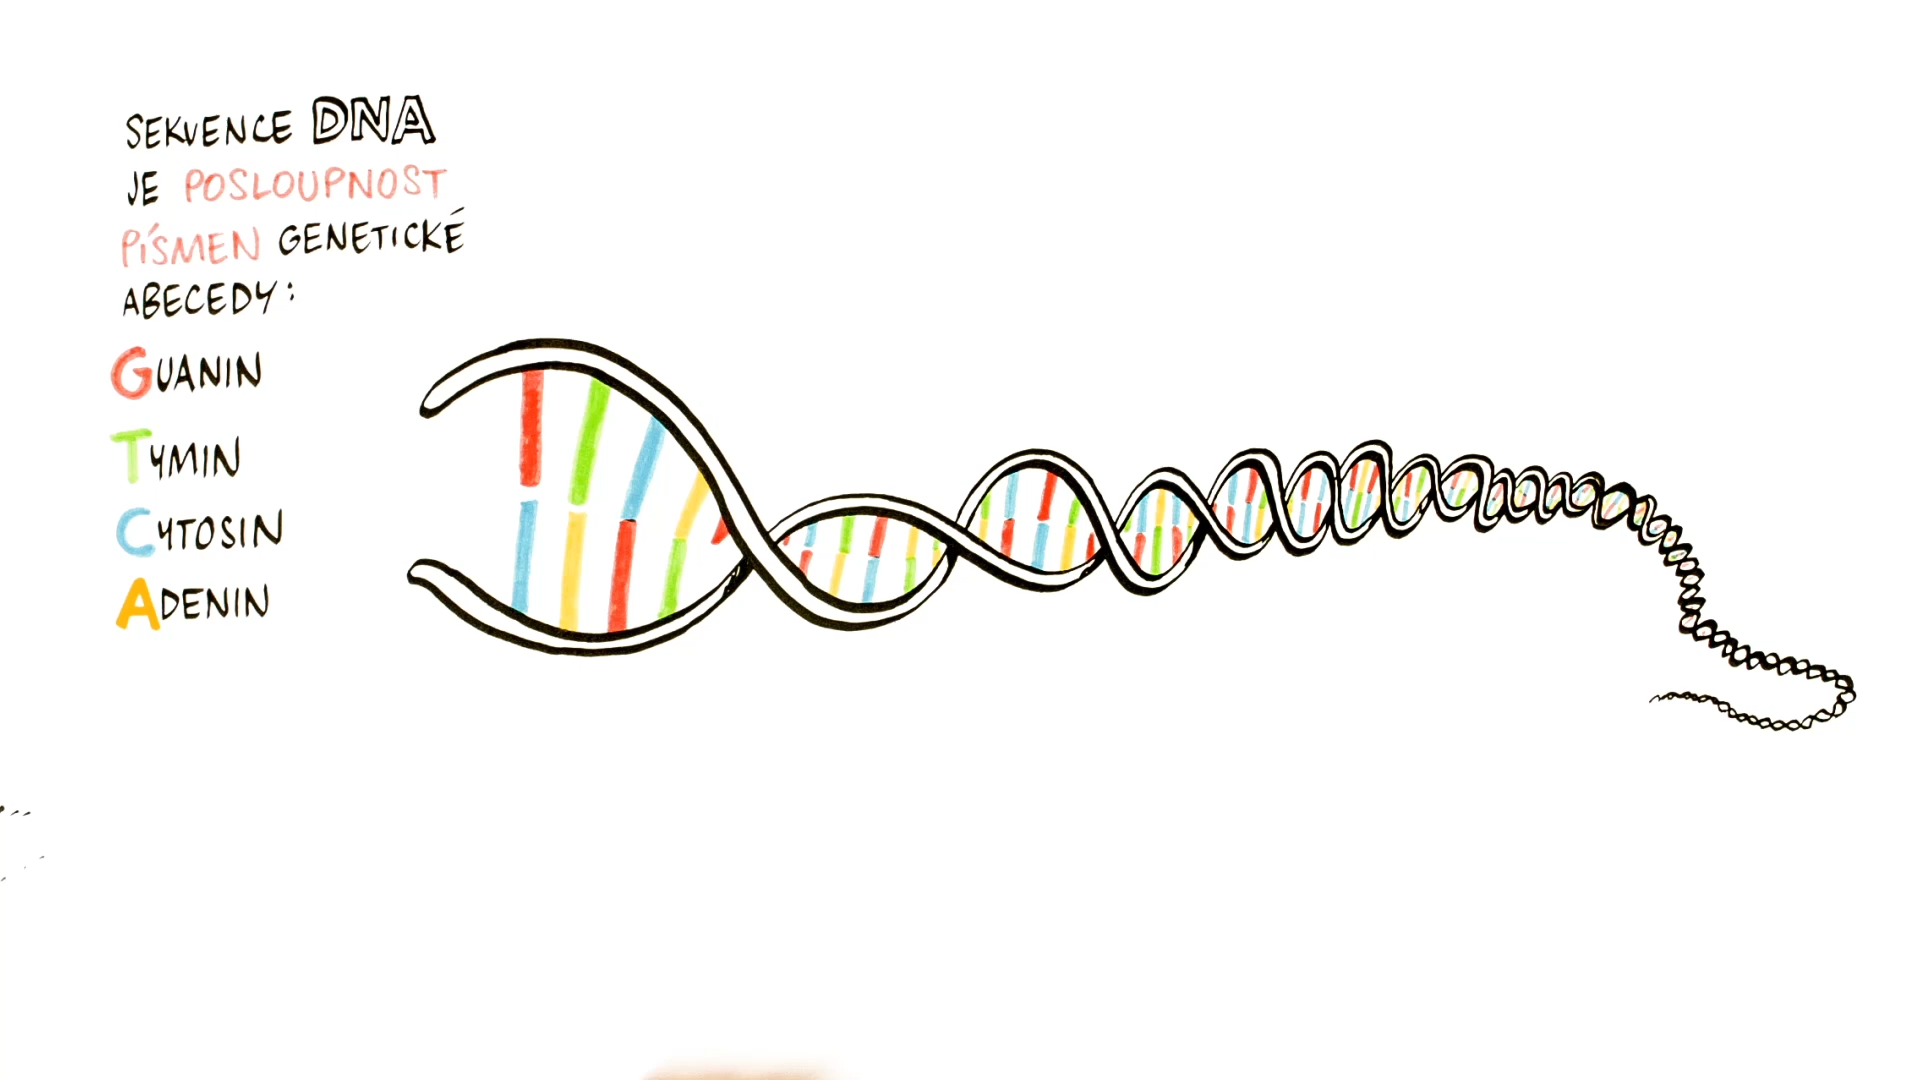 SEKVENCE DNA
JE POSLOUPNOST
PÍSMEN GENETICKÉ
ABECEDY:
GUANIN
TYMIN
CYTOSIN
ADENIN